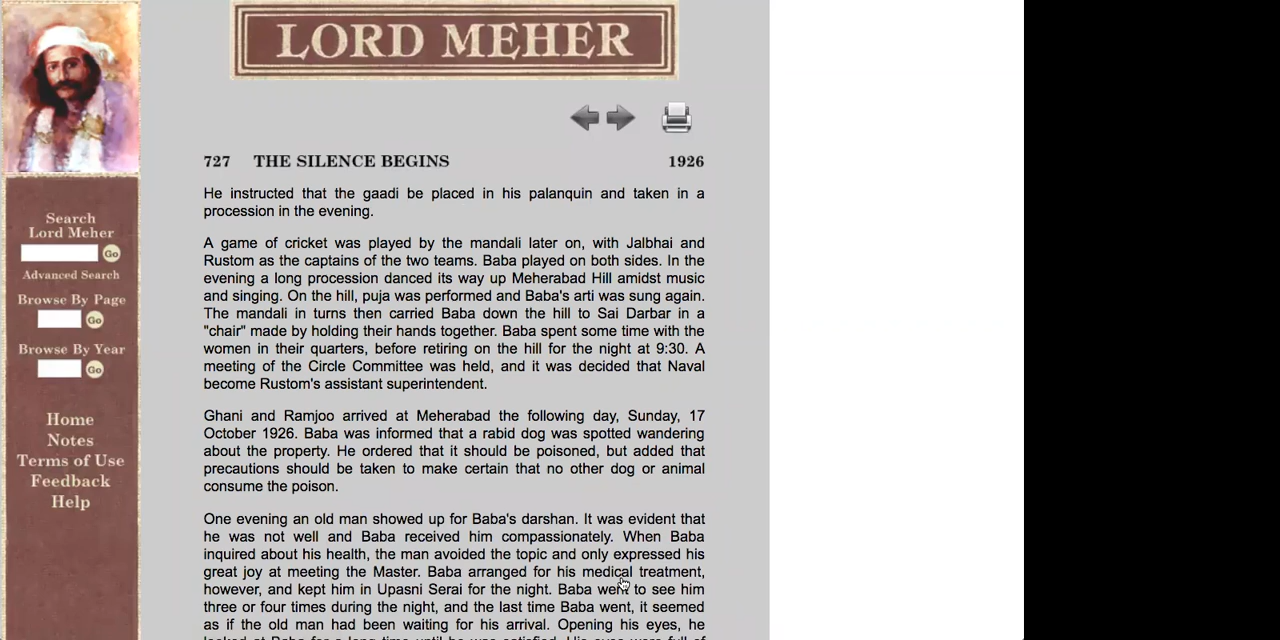 LORD MEHER
Search
Lord Meher
Go
Advanced Search
Browse By Page
Go
Browse By Year
Go
Home
Notes
Terms of Use
Feedback
Help
727 THE SILENCE BEGINS 1926
He instructed that the gaadi be placed in his palanquin and taken in a
procession in the evening.
A game of cricket was played by the mandali later on, with Jalbhai and
Rustom as the captains of the two teams. Baba played on both sides. In the
evening a long procession danced its way up Meherabad Hill amidst music
and singing. On the hill, puja was performed and Baba's arti was sung again.
The mandali in turns then carried Baba down the hill to Sai Darbar in a
"chair" made by holding their hands together. Baba spent some time with the
women in their quarters, before retiring on the hill for the night at 9:30. A
meeting of the Circle Committee was held, and it was decided that Naval
become Rustom's assistant superintendent.
Ghani and Ramjoo arrived at Meherabad the following day, Sunday, 17
October 1926. Baba was informed that a rabid dog was spotted wandering
about the property. He ordered that it should be poisoned, but added that
precautions should be taken to make certain that no other dog or animal
consume the poison.
One evening an old man showed up for Baba's darshan. It was evident that
he was not well and Baba received him compassionately. When Baba
inquired about his health, the man avoided the topic and only expressed his
great joy at meeting the Master. Baba arranged for his medical treatment,
however, and kept him in Upasni Serai for the night. Baba went to see him
three or four times during the night, and the last time Baba went, it seemed
as if the old man had been waiting for his arrival. Opening his eyes, he
looked at Baba for a long time until he was satisfied. His eyes were full of